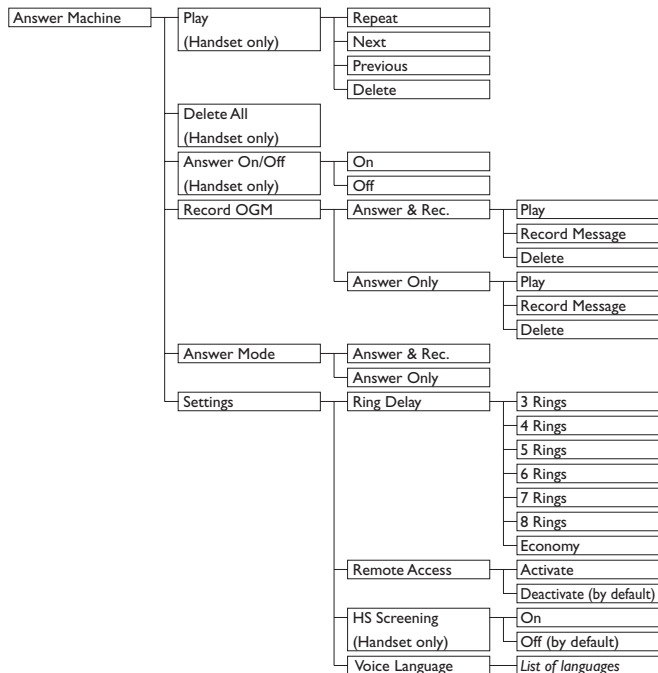 Answer Machine
Play
(Handset only)
Repeat
Next
Previous
Delete
Delete All
(Handset only)
Answer On/Off
(Handset only)
On
Off
Record OGM
Answer & Rec.
Play
Record Message
Delete
Answer Only
Play
Record Message
Delete
Answer Mode
Answer & Rec.
Answer Only
Settings
Ring Delay
3 Rings
4 Rings
5 Rings
6 Rings
7 Rings
8 Rings
Economy
Remote Access
Activate
Deactivate (by default)
HS Screening
(Handset only)
On
Off (by default)
Voice Language
List of languages